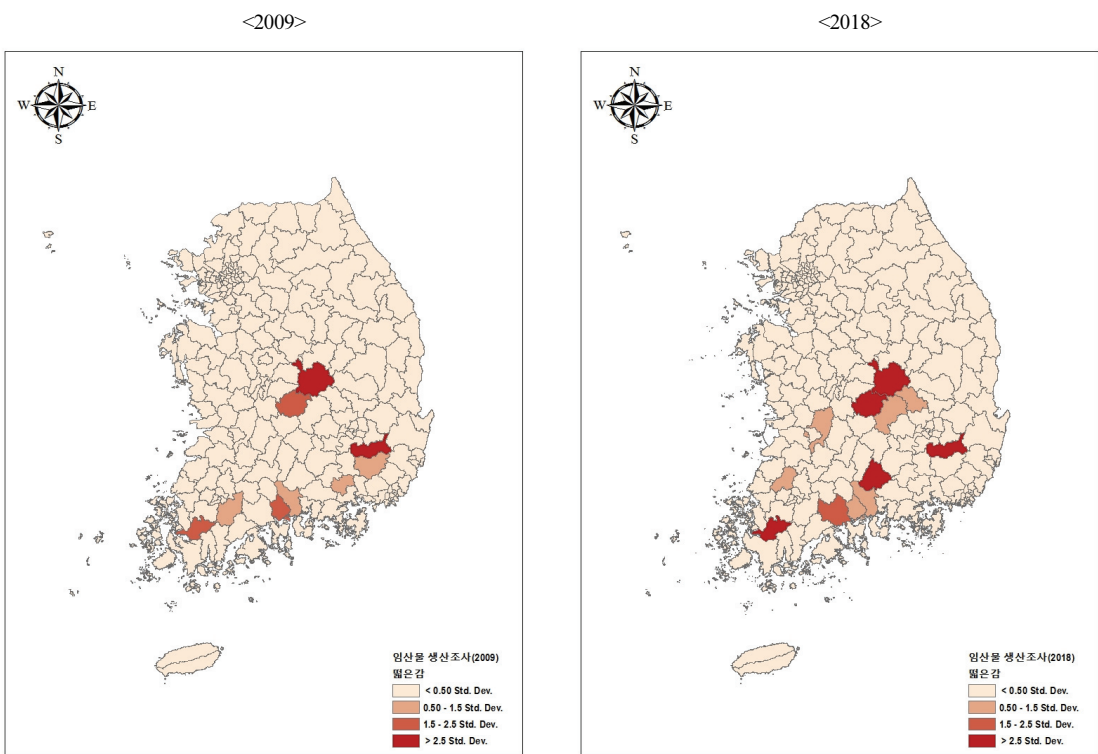 <2009>
<2018>
N
W E
S
N
W E
S
임산물 생산조사(2009)
떫은감
< 0.50 Std. Dev.
0.50 - 1.5 Std. Dev.
1.5 - 2.5 Std. Dev.
> 2.5 Std. Dev.
임산물 생산조사(2018)
떫은감
< 0.50 Std. Dev.
0.50 - 1.5 Std. Dev.
1.5 - 2.5 Std. Dev.
> 2.5 Std. Dev.